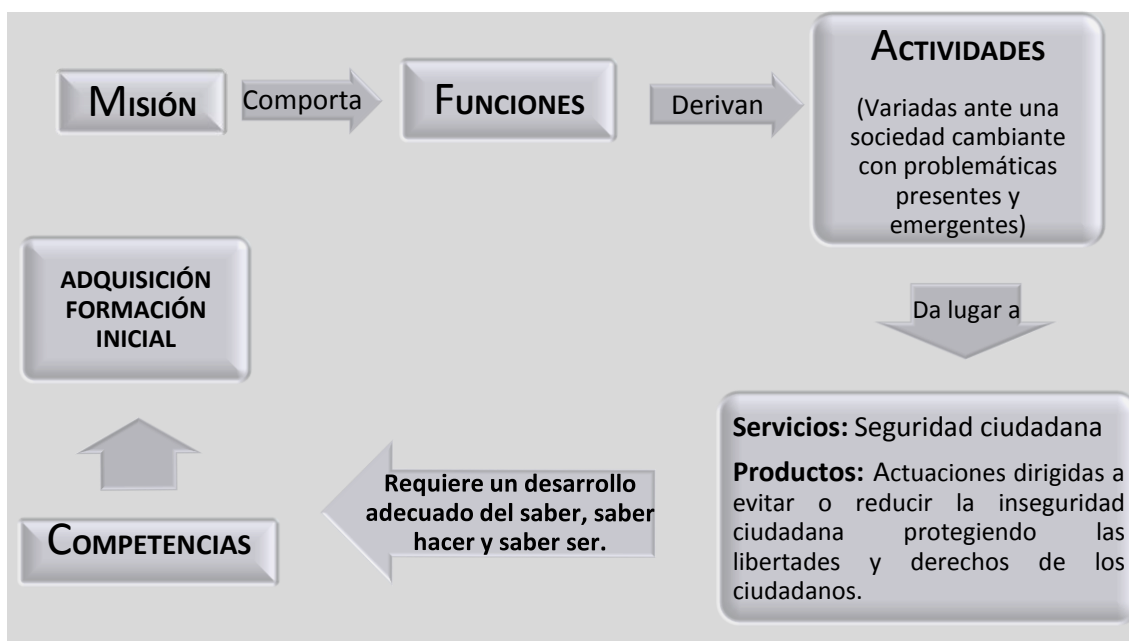 MISIÓN
Comporta
FUNCIONES
Derivan
ACTIVIDADES
(Variadas ante una
sociedad cambiante
con problemáticas
presentes y
emergentes)
Da lugar a
Servicios: Seguridad ciudadana
Productos: Actuaciones dirigidas a
evitar o reducir la inseguridad
ciudadana protegiendo las
libertades y derechos de los
ciudadanos.
Requiere un desarrollo
adecuado del saber, saber
hacer y saber ser.
COMPETENCIAS
ADQUISICIÓN
FORMACIÓN
INICIAL